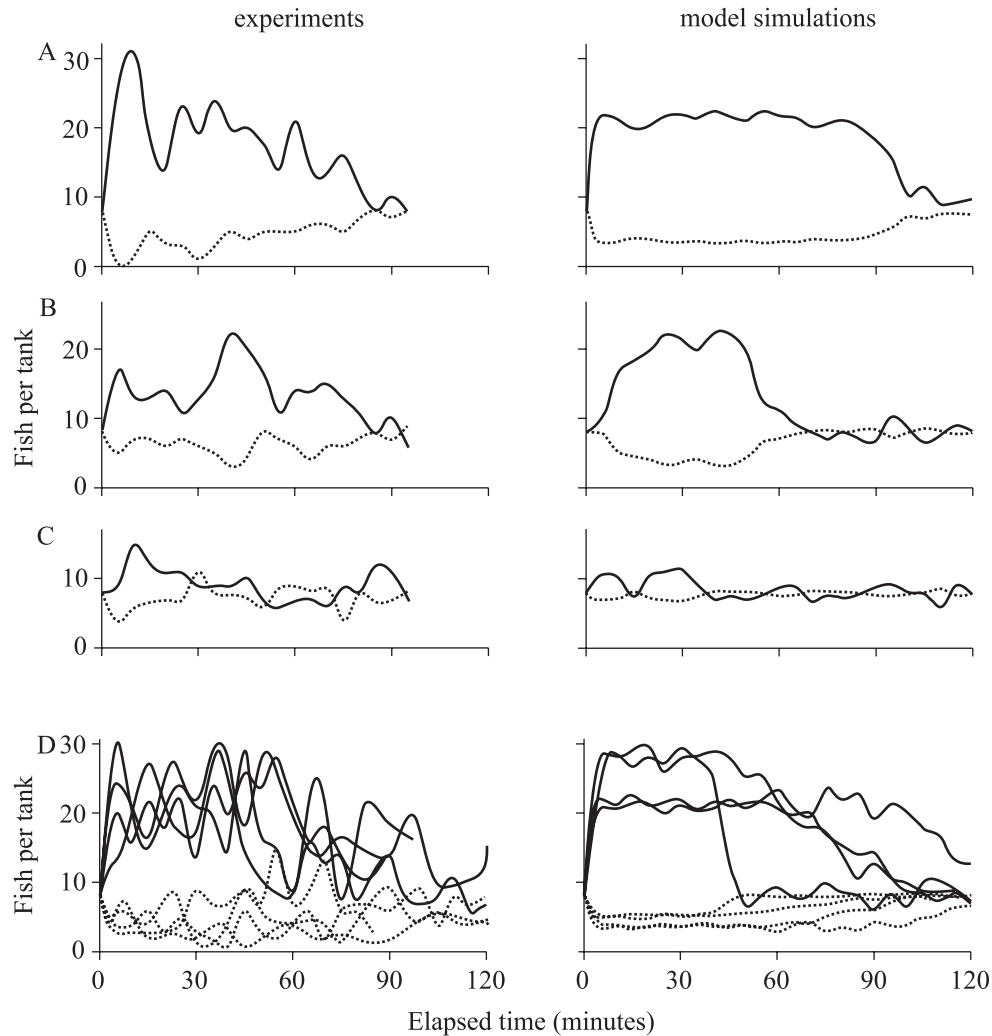 experiments model simulations
A 30
20
10
0
B
20
10
0
Fish per tank
C
10
0
D 30
20
10
0
Fish per tank
0 30 60 90 120 0 30 60 90 120
Elapsed time (minutes)